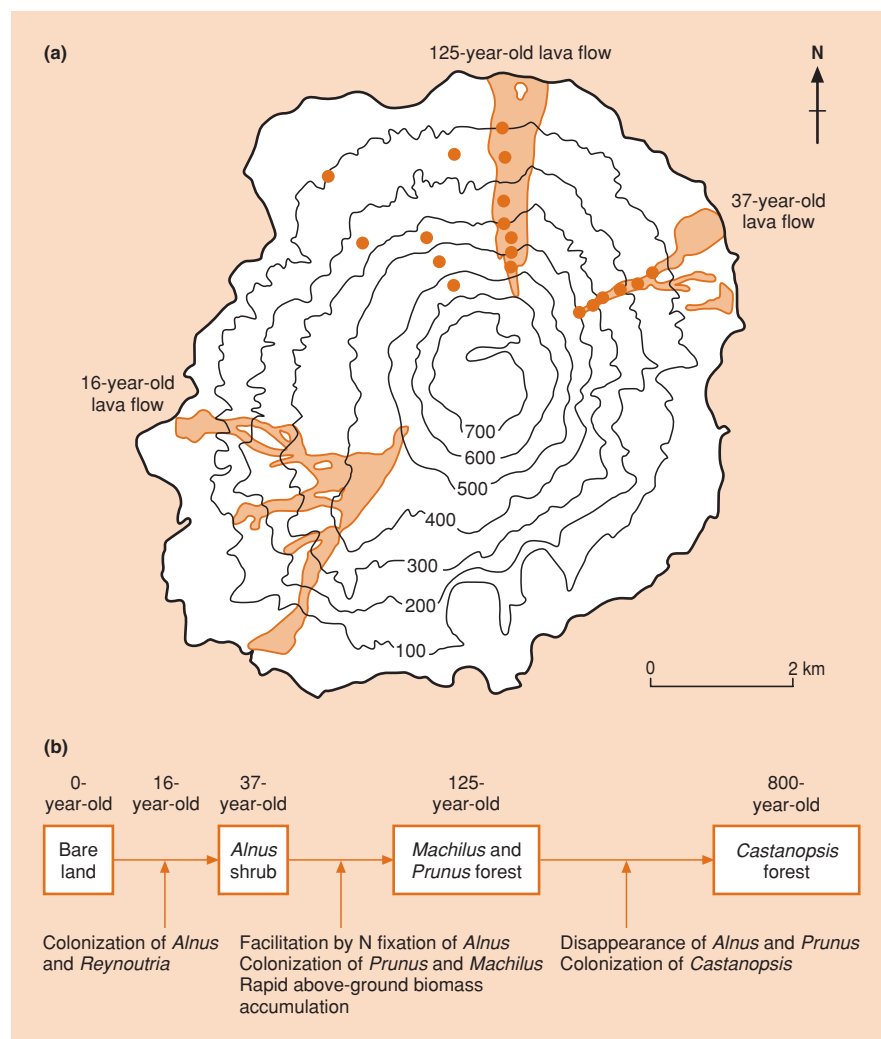 (a)
125-year-old lava flow
N
37-year-old
lava flow
16-year-old
lava flow
700
600
500
400
300
200
100
0 2 km
(b)
0-
year-old
16-
year-old
37-
year-old
125-
year-old
800-
year-old
Bare
land
Alnus
shrub
Machilus and
Prunus forest
Castanopsis
forest
Colonization of Alnus
and Reynoutria
Facilitation by N fixation of Alnus
Colonization of Prunus and Machilus
Rapid above-ground biomass
accumulation
Disappearance of Alnus and Prunus
Colonization of Castanopsis